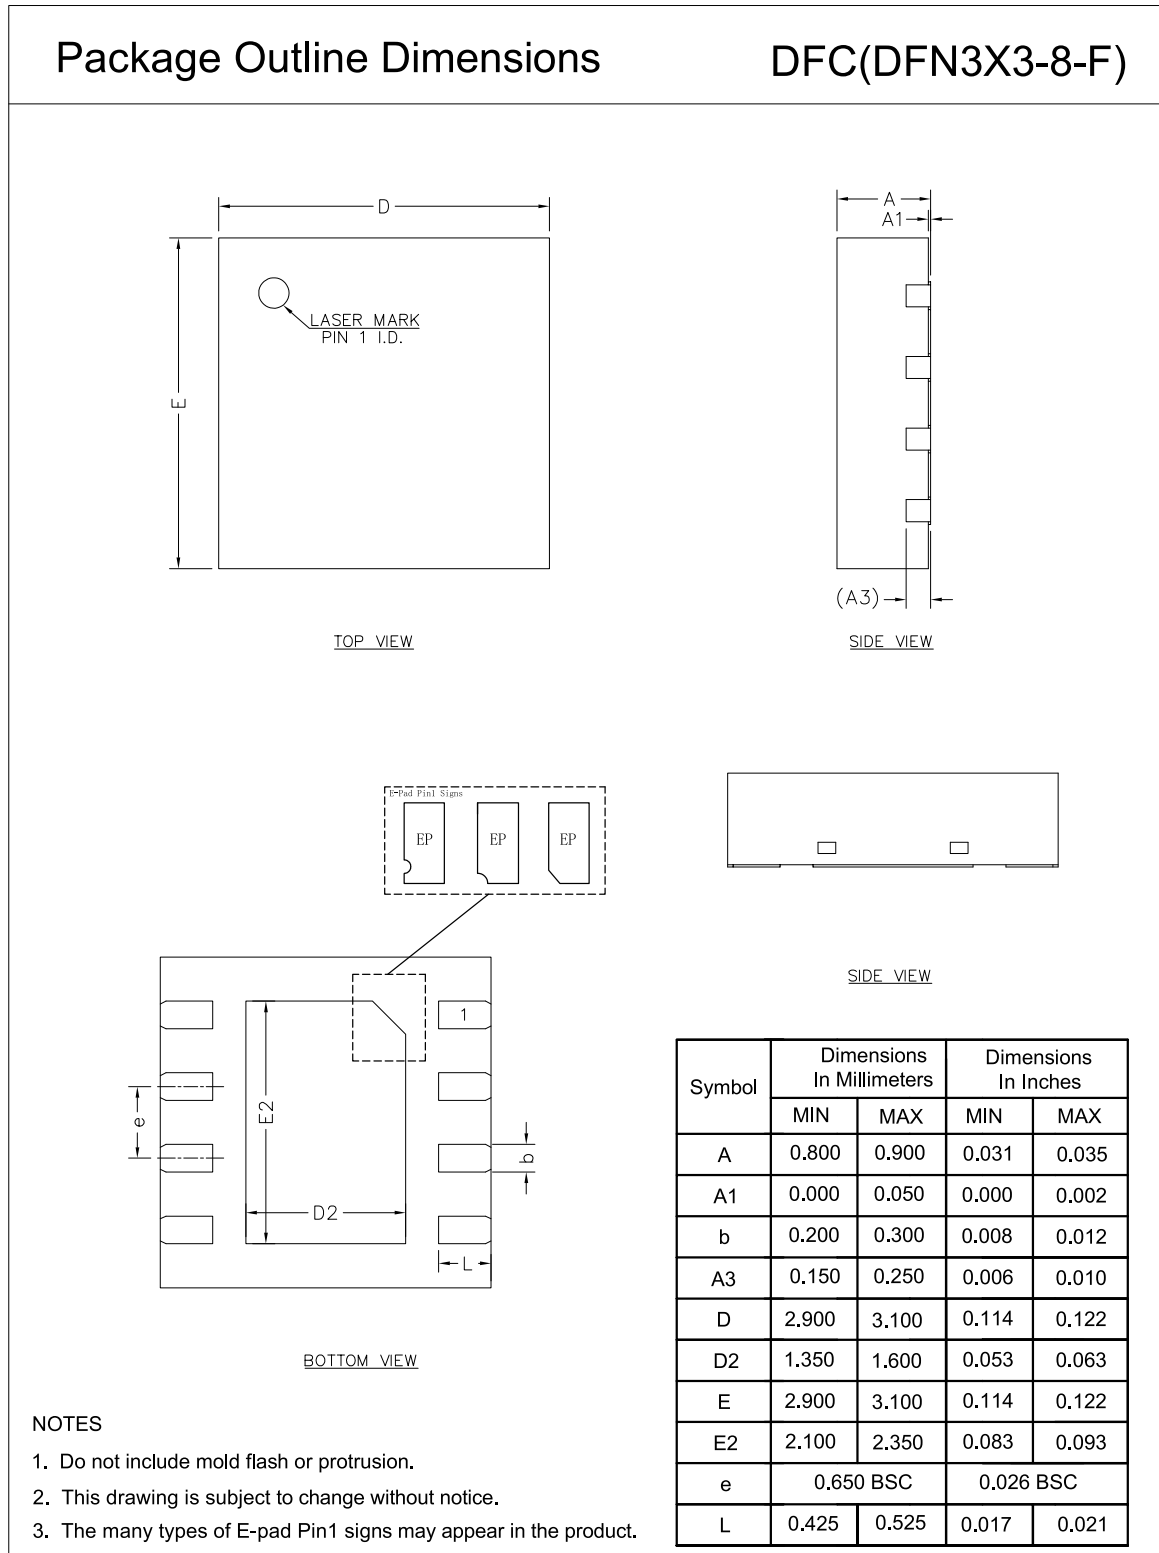 Package Outline Dimensions
DFC(DFN3X3-8-F)
D
E
LASER MARK
PIN 1 I.D.
TOP VIEW
A
A1
(A3)
SIDE VIEW
E-Pad Pin1 Signs
EP EP EP
SIDE VIEW
1
e
E2
b
D2
L
BOTTOM VIEW
Symbol Dimensions In Millimeters Dimensions In Inches
MIN MAX MIN MAX
A 0.800 0.900 0.031 0.035
A1 0.000 0.050 0.000 0.002
b 0.200 0.300 0.008 0.012
A3 0.150 0.250 0.006 0.010
D 2.900 3.100 0.114 0.122
D2 1.350 1.600 0.053 0.063
E 2.900 3.100 0.114 0.122
E2 2.100 2.350 0.083 0.093
e 0.650 BSC 0.026 BSC
L 0.425 0.525 0.017 0.021
NOTES
1. Do not include mold flash or protrusion.
2. This drawing is subject to change without notice.
3. The many types of E-pad Pin1 signs may appear in the product.